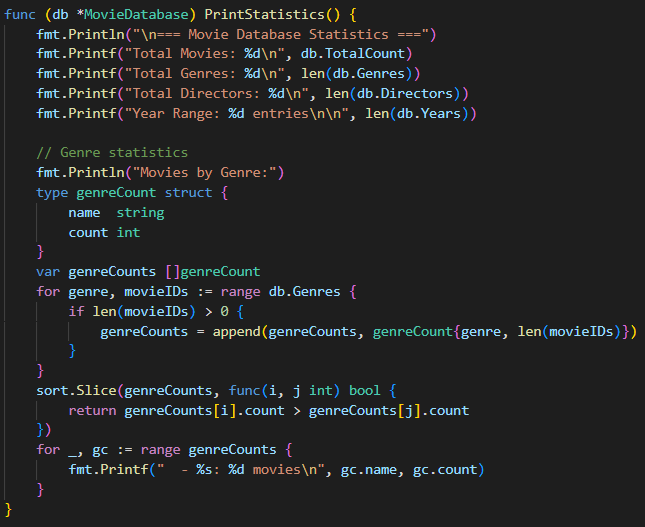 func (db *MovieDatabase) PrintStatistics() {
    fmt.Println("\n=== Movie Database Statistics ===")
    fmt.Printf("Total Movies: %d\n", db.TotalCount)
    fmt.Printf("Total Genres: %d\n", len(db.Genres))
    fmt.Printf("Total Directors: %d\n", len(db.Directors))
    fmt.Printf("Year Range: %d entries\n\n", len(db.Years))

    // Genre statistics
    fmt.Println("Movies by Genre:")
    type genreCount struct {
        name  string
        count int
    }
    var genreCounts []genreCount
    for genre, movieIDs := range db.Genres {
        if len(movieIDs) > 0 {
            genreCounts = append(genreCounts, genreCount{genre, len(movieIDs)})
        }
    }
    sort.Slice(genreCounts, func(i, j int) bool {
        return genreCounts[i].count > genreCounts[j].count
    })
    for _, gc := range genreCounts {
        fmt.Printf("  - %s: %d movies\n", gc.name, gc.count)
    }
}